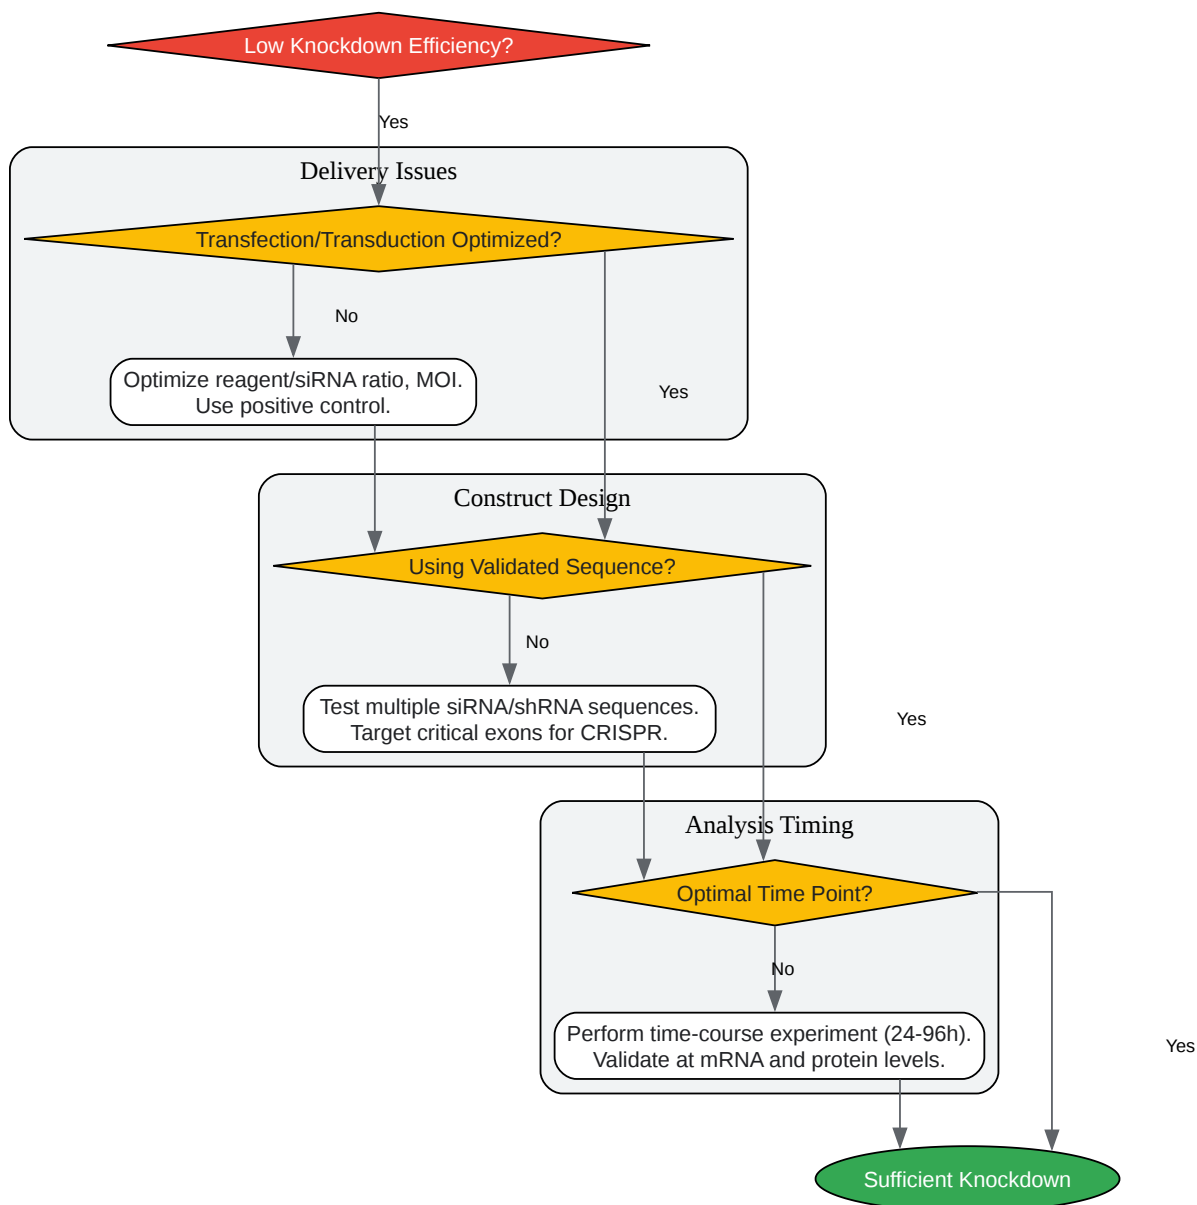 Low Knockdown Efficiency?
Yes
Delivery Issues
Transfection/Transduction Optimized?
No
Optimize reagent/siRNA ratio, MOI.
Use positive control.
Yes
Construct Design
Using Validated Sequence?
No
Test multiple siRNA/shRNA sequences.
Target critical exons for CRISPR.
Yes
Analysis Timing
Optimal Time Point?
No
Perform time-course experiment (24-96h).
Validate at mRNA and protein levels.
Yes
Sufficient Knockdown